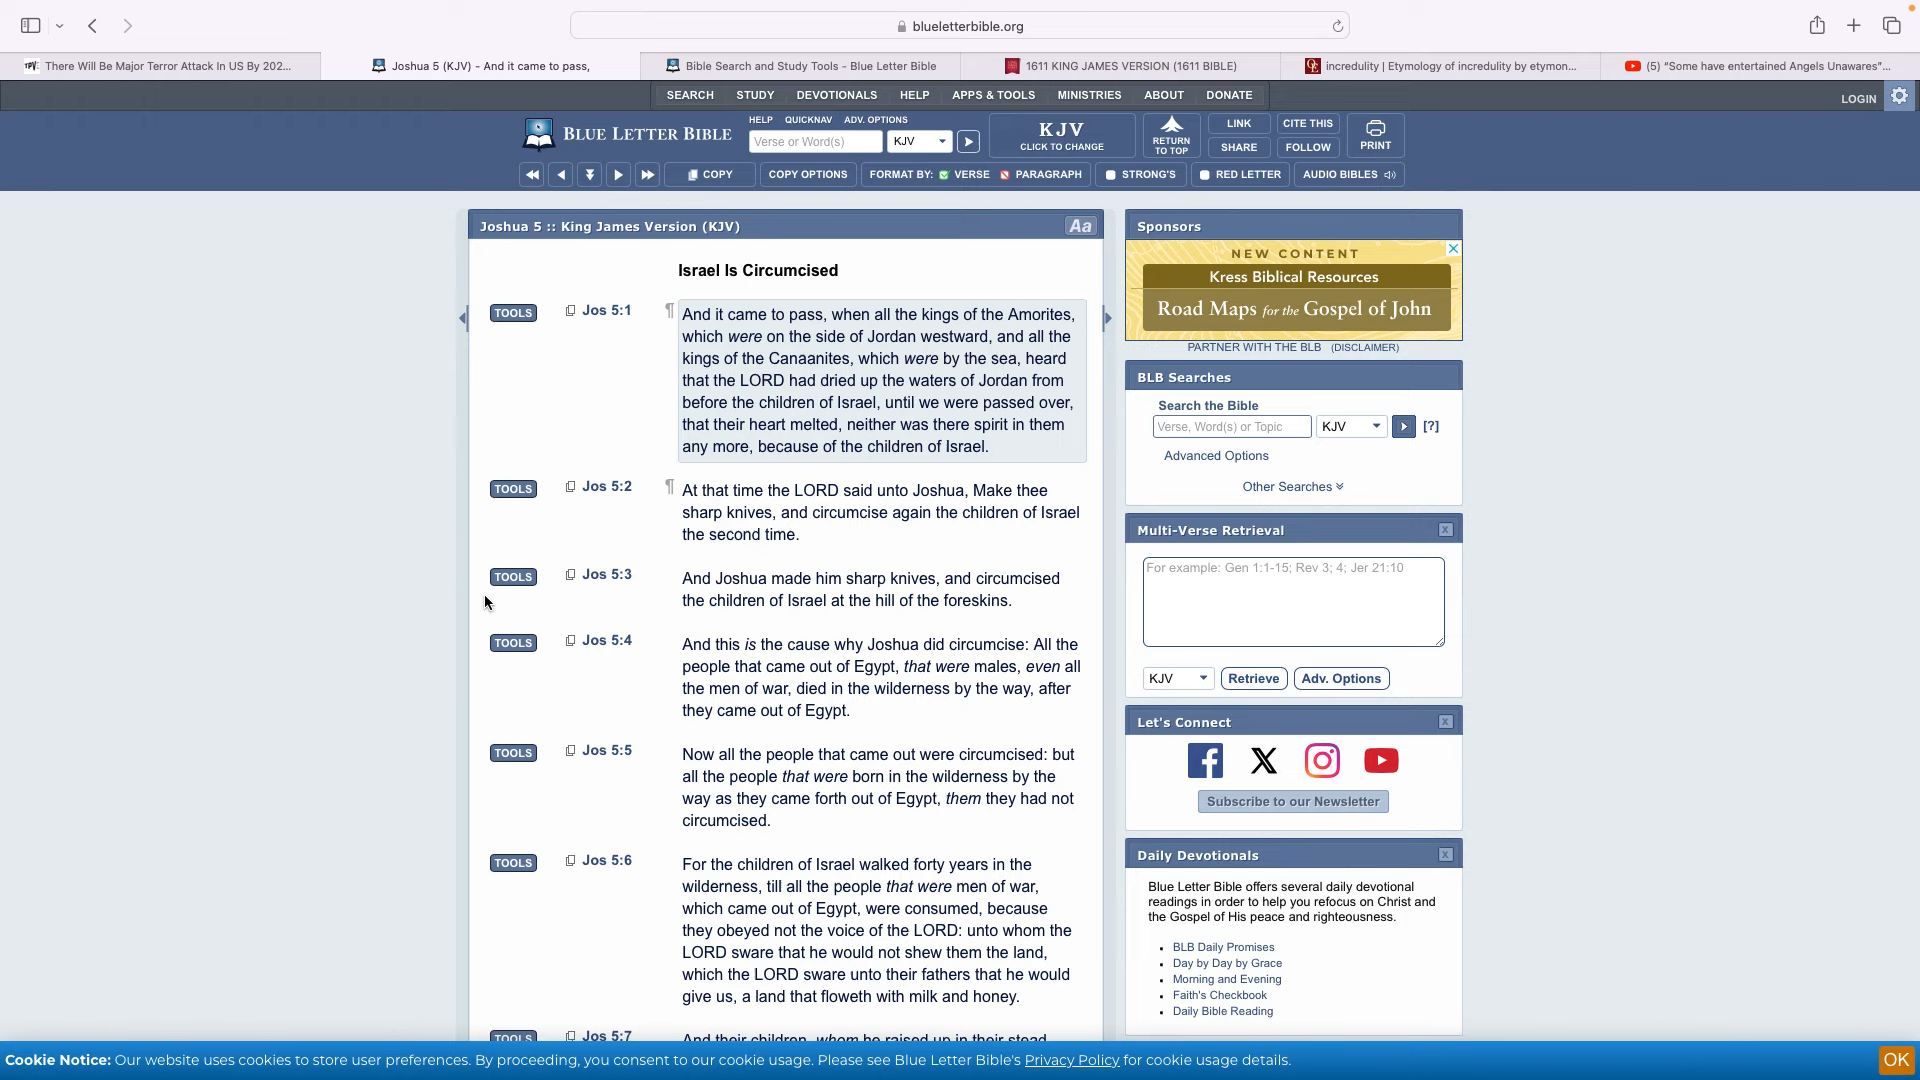 blueletterbible.org
There Will Be Major Terror Attack In US By 202...
Joshua 5 (KJV) - And it came to pass,
Bible Search and Study Tools - Blue Letter Bible
1611 KING JAMES VERSION (1611 BIBLE)
incredulity | Etymology of incredulity by etymon...
(5) "Some have entertained Angels Unawares"...
SEARCH STUDY DEVOTIONALS HELP APPS & TOOLS MINISTRIES ABOUT DONATE
LOGIN
BLUE LETTER BIBLE
HELP QUICKNAV ADV. OPTIONS
Verse or Word(s) KJV
KJV
CLICK TO CHANGE
RETURN
TO TOP
LINK
SHARE
CITE THIS
FOLLOW
PRINT
COPY COPY OPTIONS FORMAT BY: VERSE PARAGRAPH STRONG'S RED LETTER AUDIO BIBLES
Joshua 5 :: King James Version (KJV)
Aa
Israel Is Circumcised
TOOLS Jos 5:1 ¶
And it came to pass, when all the kings of the Amorites,
which were on the side of Jordan westward, and all the
kings of the Canaanites, which were by the sea, heard
that the LORD had dried up the waters of Jordan from
before the children of Israel, until we were passed over,
that their heart melted, neither was there spirit in them
any more, because of the children of Israel.
TOOLS Jos 5:2 ¶
At that time the LORD said unto Joshua, Make thee
sharp knives, and circumcise again the children of Israel
the second time.
TOOLS Jos 5:3
And Joshua made him sharp knives, and circumcised
the children of Israel at the hill of the foreskins.
TOOLS Jos 5:4
And this is the cause why Joshua did circumcise: All the
people that came out of Egypt, that were males, even all
the men of war, died in the wilderness by the way, after
they came out of Egypt.
TOOLS Jos 5:5
Now all the people that came out were circumcised: but
all the people that were born in the wilderness by the
way as they came forth out of Egypt, them they had not
circumcised.
TOOLS Jos 5:6
For the children of Israel walked forty years in the
wilderness, till all the people that were men of war,
which came out of Egypt, were consumed, because
they obeyed not the voice of the LORD: unto whom the
LORD sware that he would not shew them the land,
which the LORD sware unto their fathers that he would
give us, a land that floweth with milk and honey.
TOOLS Jos 5:7
And their children, whom he raised up in their stead,
Sponsors
NEW CONTENT
Kress Biblical Resources
Road Maps for the Gospel of John
PARTNER WITH THE BLB (DISCLAIMER)
BLB Searches
Search the Bible
Verse, Word(s) or Topic KJV [?]
Advanced Options
Other Searches
Multi-Verse Retrieval
For example: Gen 1:1-15; Rev 3; 4; Jer 21:10
KJV Retrieve Adv. Options
Let's Connect
Subscribe to our Newsletter
Daily Devotionals
Blue Letter Bible offers several daily devotional
readings in order to help you refocus on Christ and
the Gospel of His peace and righteousness.
BLB Daily Promises
Day by Day by Grace
Morning and Evening
Faith's Checkbook
Daily Bible Reading
Cookie Notice: Our website uses cookies to store user preferences. By proceeding, you consent to our cookie usage. Please see Blue Letter Bible's Privacy Policy for cookie usage details.
OK